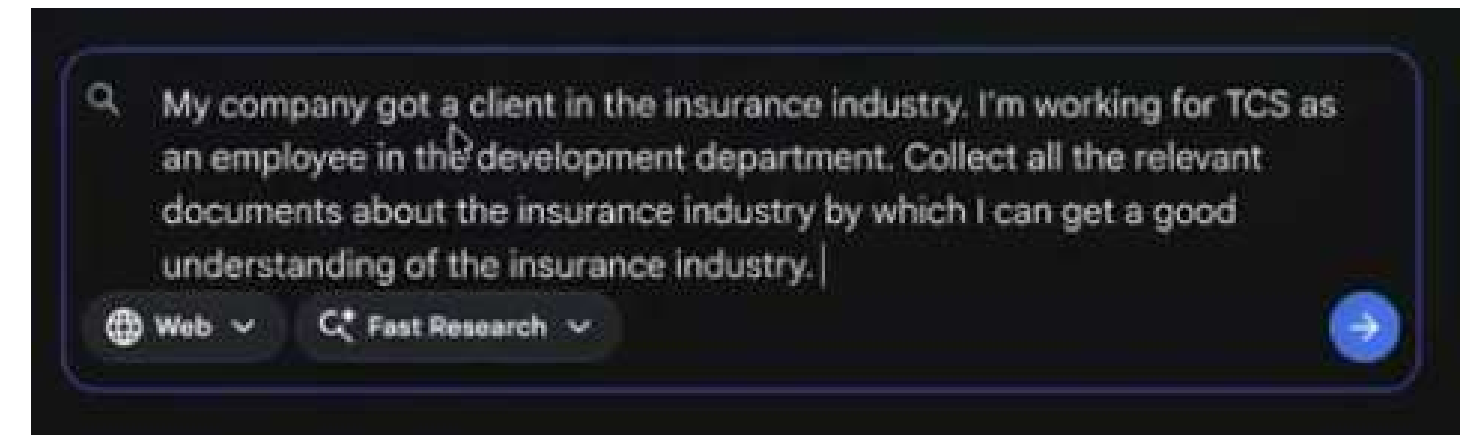 My company got a client in the insurance industry. I'm working for TCS as
an employee in the development department. Collect all the relevant
documents about the insurance industry by which I can get a good
understanding of the insurance industry.
Web Fast Research